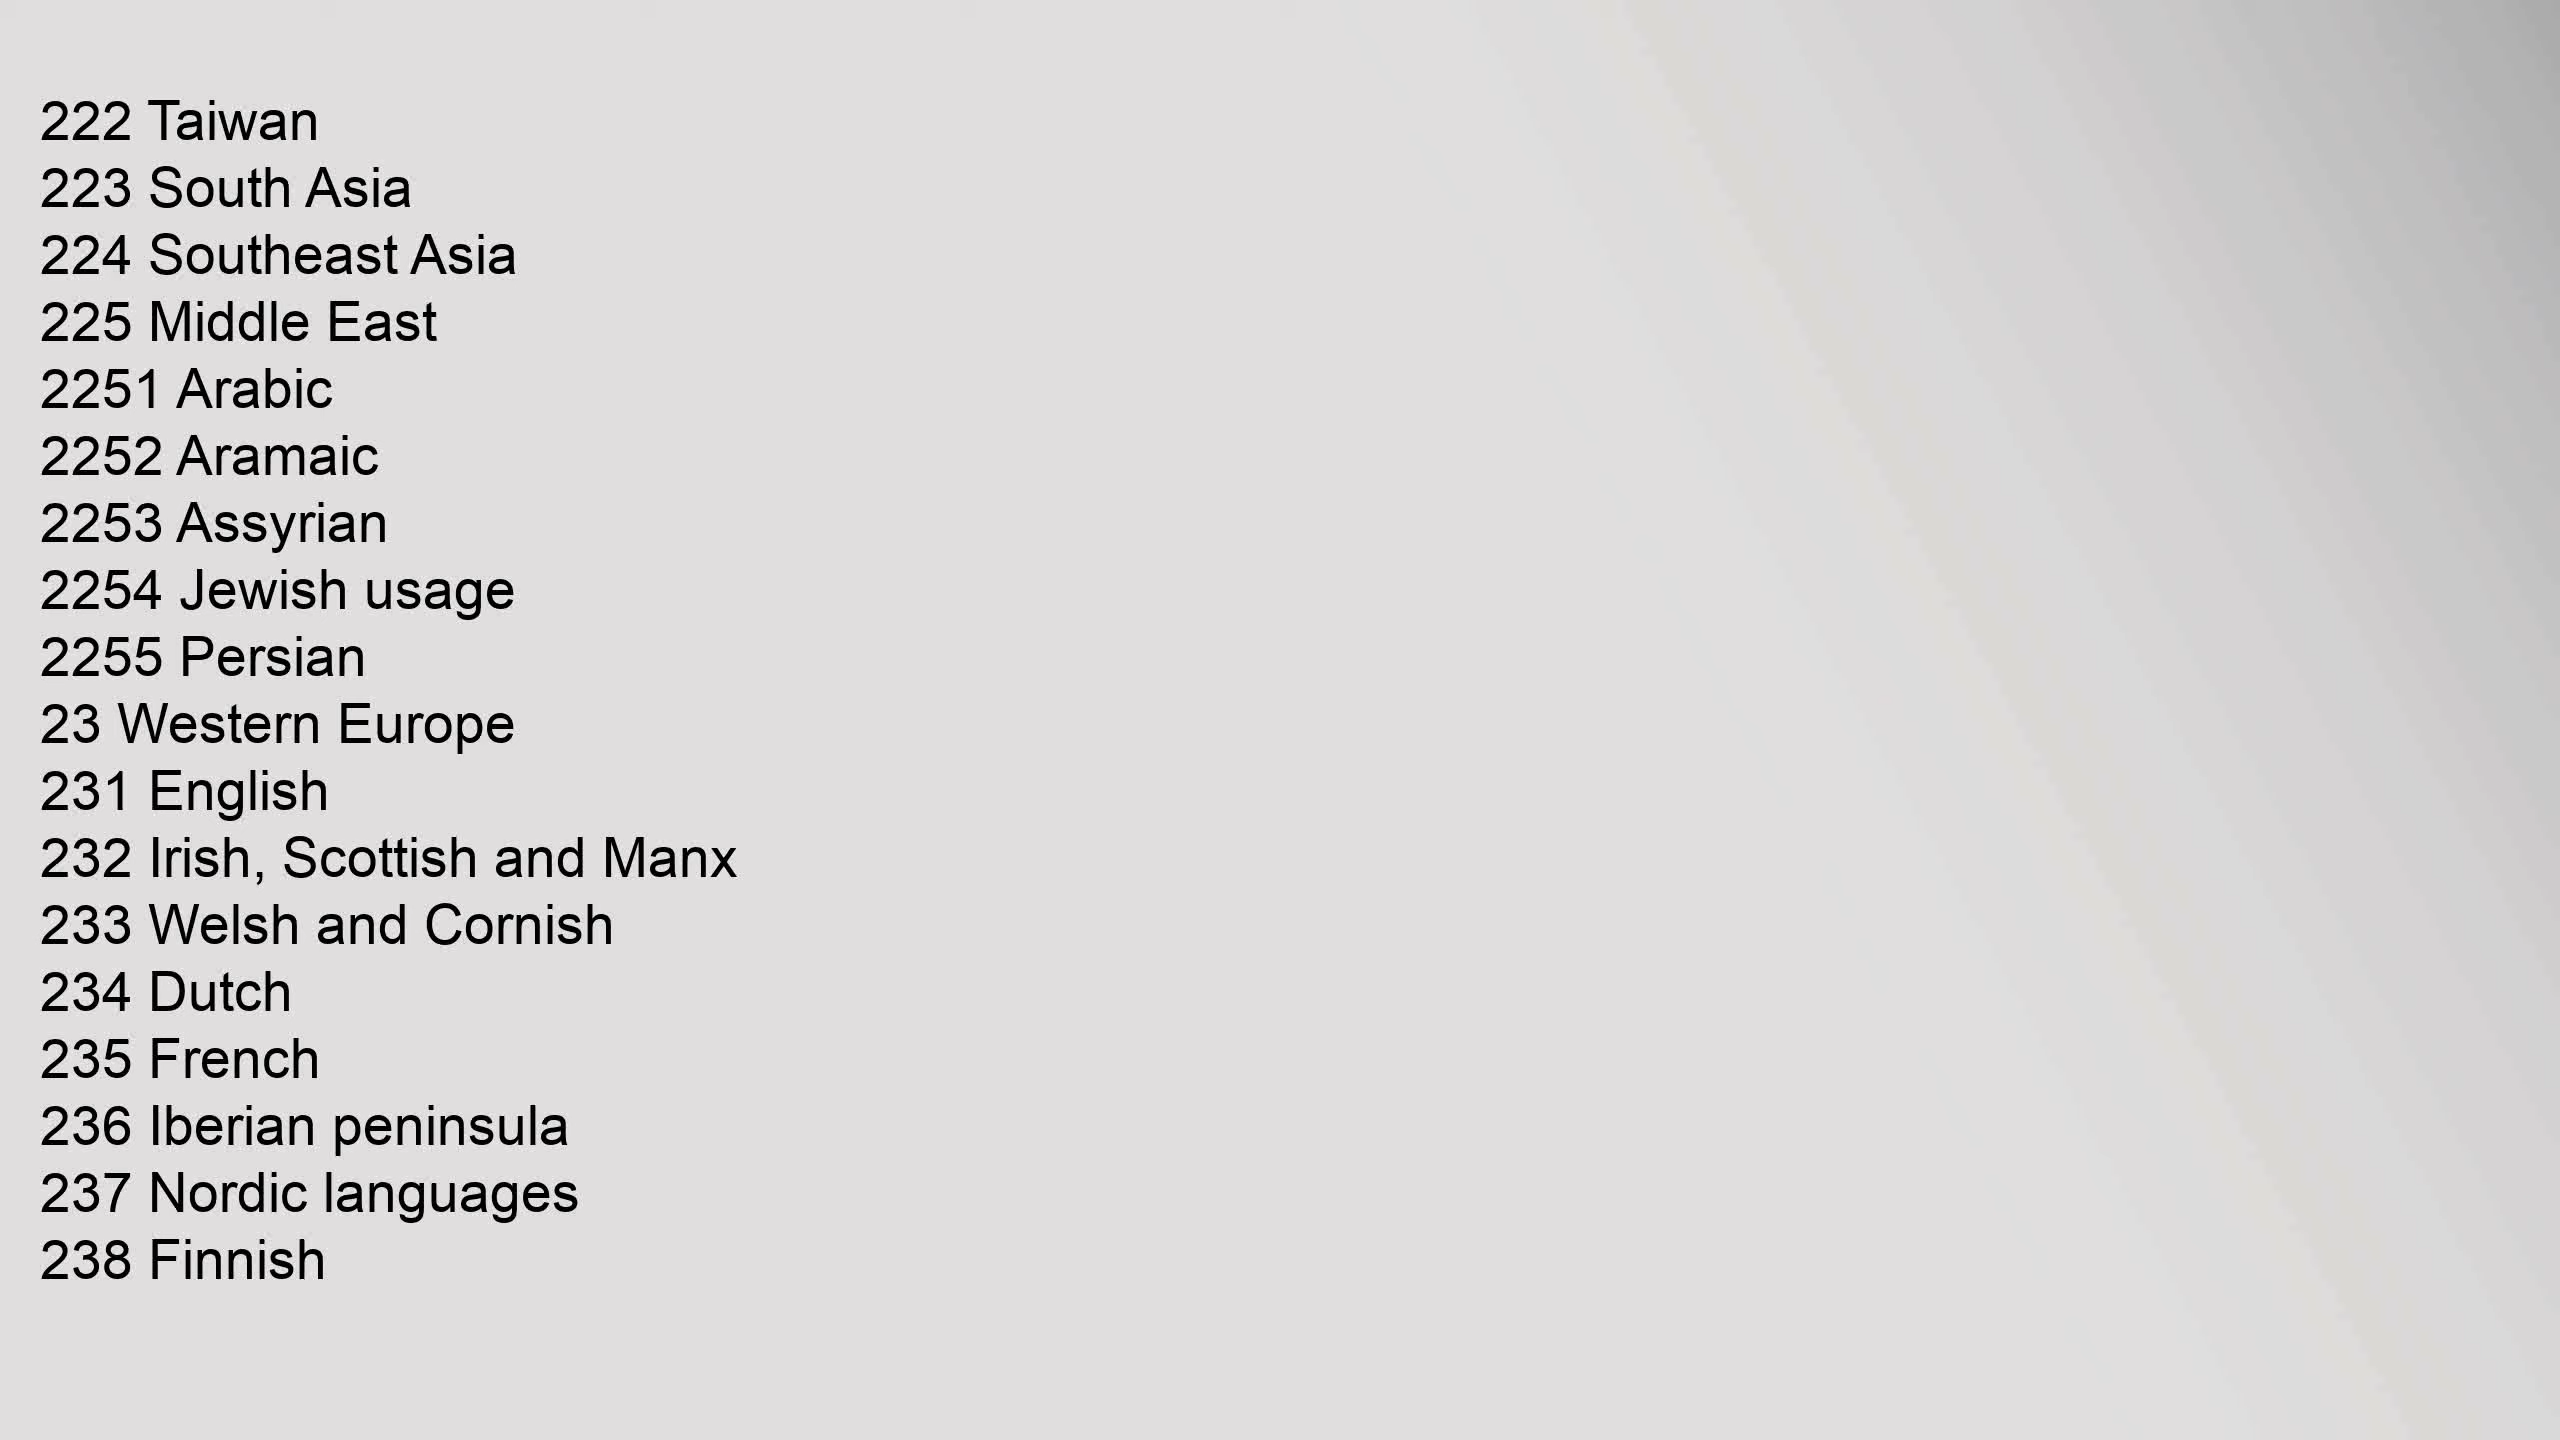 222 Taiwan
223 South Asia
224 Southeast Asia
225 Middle East
2251 Arabic
2252 Aramaic
2253 Assyrian
2254 Jewish usage
2255 Persian
23 Western Europe
231 English
232 Irish, Scottish and Manx
233 Welsh and Cornish
234 Dutch
235 French
236 Iberian peninsula
237 Nordic languages
238 Finnish